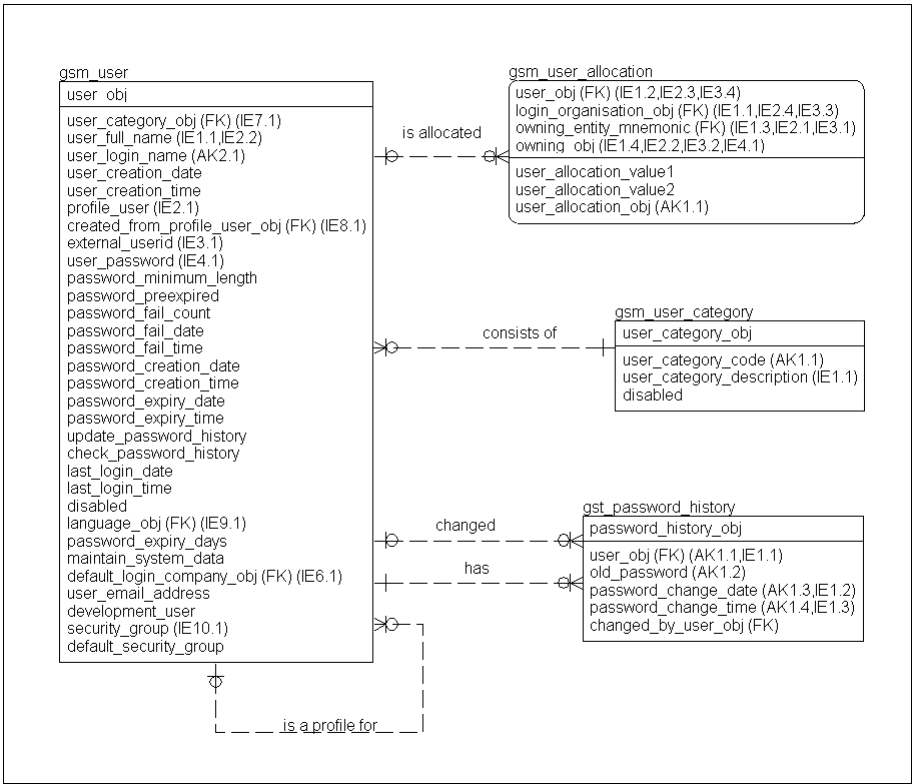 gsm_user
user_obj
user_category_obj (FK) (IE7.1)
user_full_name (IE1.1,IE2.2)
user_login_name (AK2.1)
user_creation_date
user_creation_time
profile_user (IE2.1)
created_from_profile_user_obj (FK) (IE8.1)
external_userid (IE3.1)
user_password (IE4.1)
password_minimum_length
password_preexpired
password_fail_count
password_fail_date
password_fail_time
password_creation_date
password_creation_time
password_expiry_date
password_expiry_time
update_password_history
check_password_history
last_login_date
last_login_time
disabled
language_obj (FK) (IE9.1)
password_expiry_days
maintain_system_data
default_login_company_obj (FK) (IE6.1)
user_email_address
development_user
security_group (IE10.1)
default_security_group
is allocated
gsm_user_allocation
user_obj (FK) (IE1.2,IE2.3,IE3.4)
login_organisation_obj (FK) (IE1.1,IE2.4,IE3.3)
owning_entity_mnemonic (FK) (IE1.3,IE2.1,IE3.1)
owning_obj (IE1.4,IE2.2,IE3.2,IE4.1)
user_allocation_value1
user_allocation_value2
user_allocation_obj (AK1.1)
consists of
gsm_user_category
user_category_obj
user_category_code (AK1.1)
user_category_description (IE1.1)
disabled
changed
has
gst_password_history
password_history_obj
user_obj (FK) (AK1.1,IE1.1)
old_password (AK1.2)
password_change_date (AK1.3,IE1.2)
password_change_time (AK1.4,IE1.3)
changed_by_user_obj (FK)
is a profile for